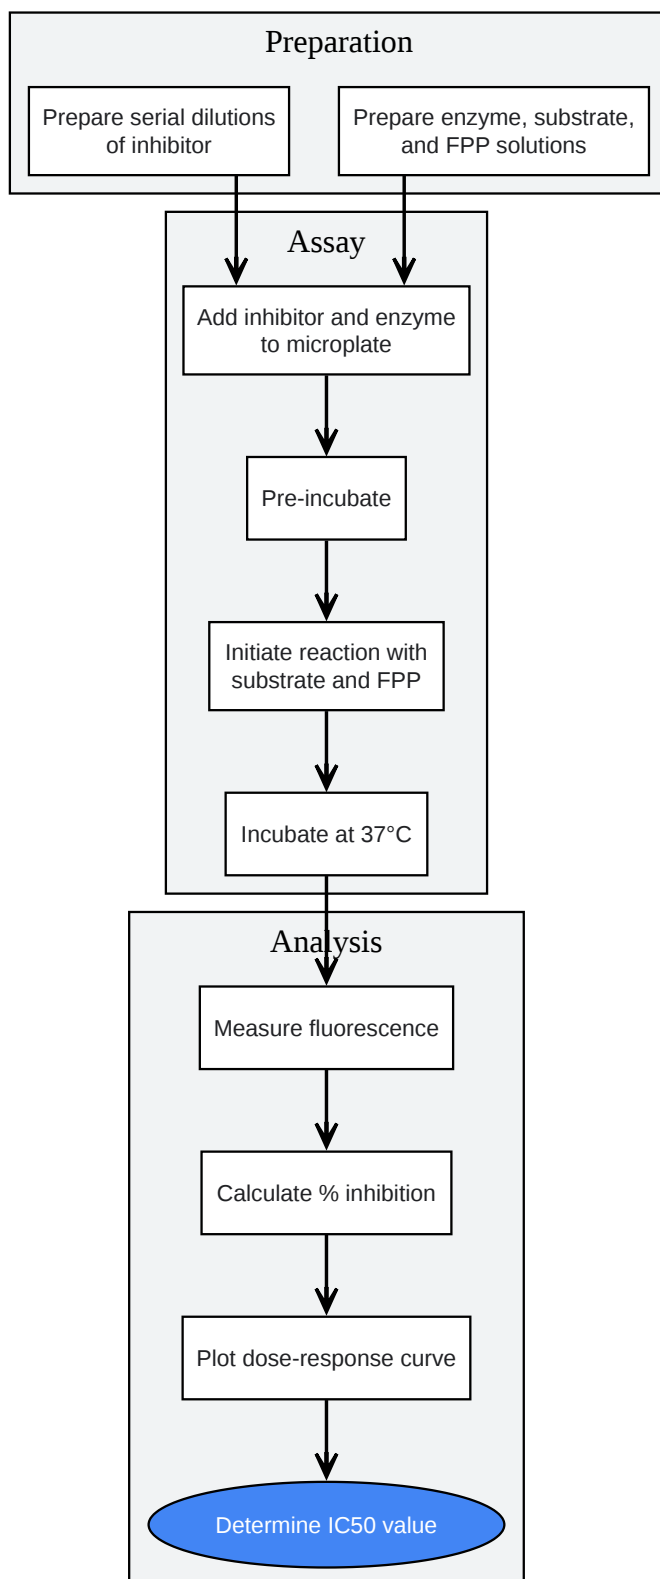 Preparation
Prepare serial dilutions
of inhibitor
Prepare enzyme, substrate,
and FPP solutions
Assay
Add inhibitor and enzyme
to microplate
Pre-incubate
Initiate reaction with
substrate and FPP
Incubate at 37°C
Analysis
Measure fluorescence
Calculate % inhibition
Plot dose-response curve
Determine IC50 value